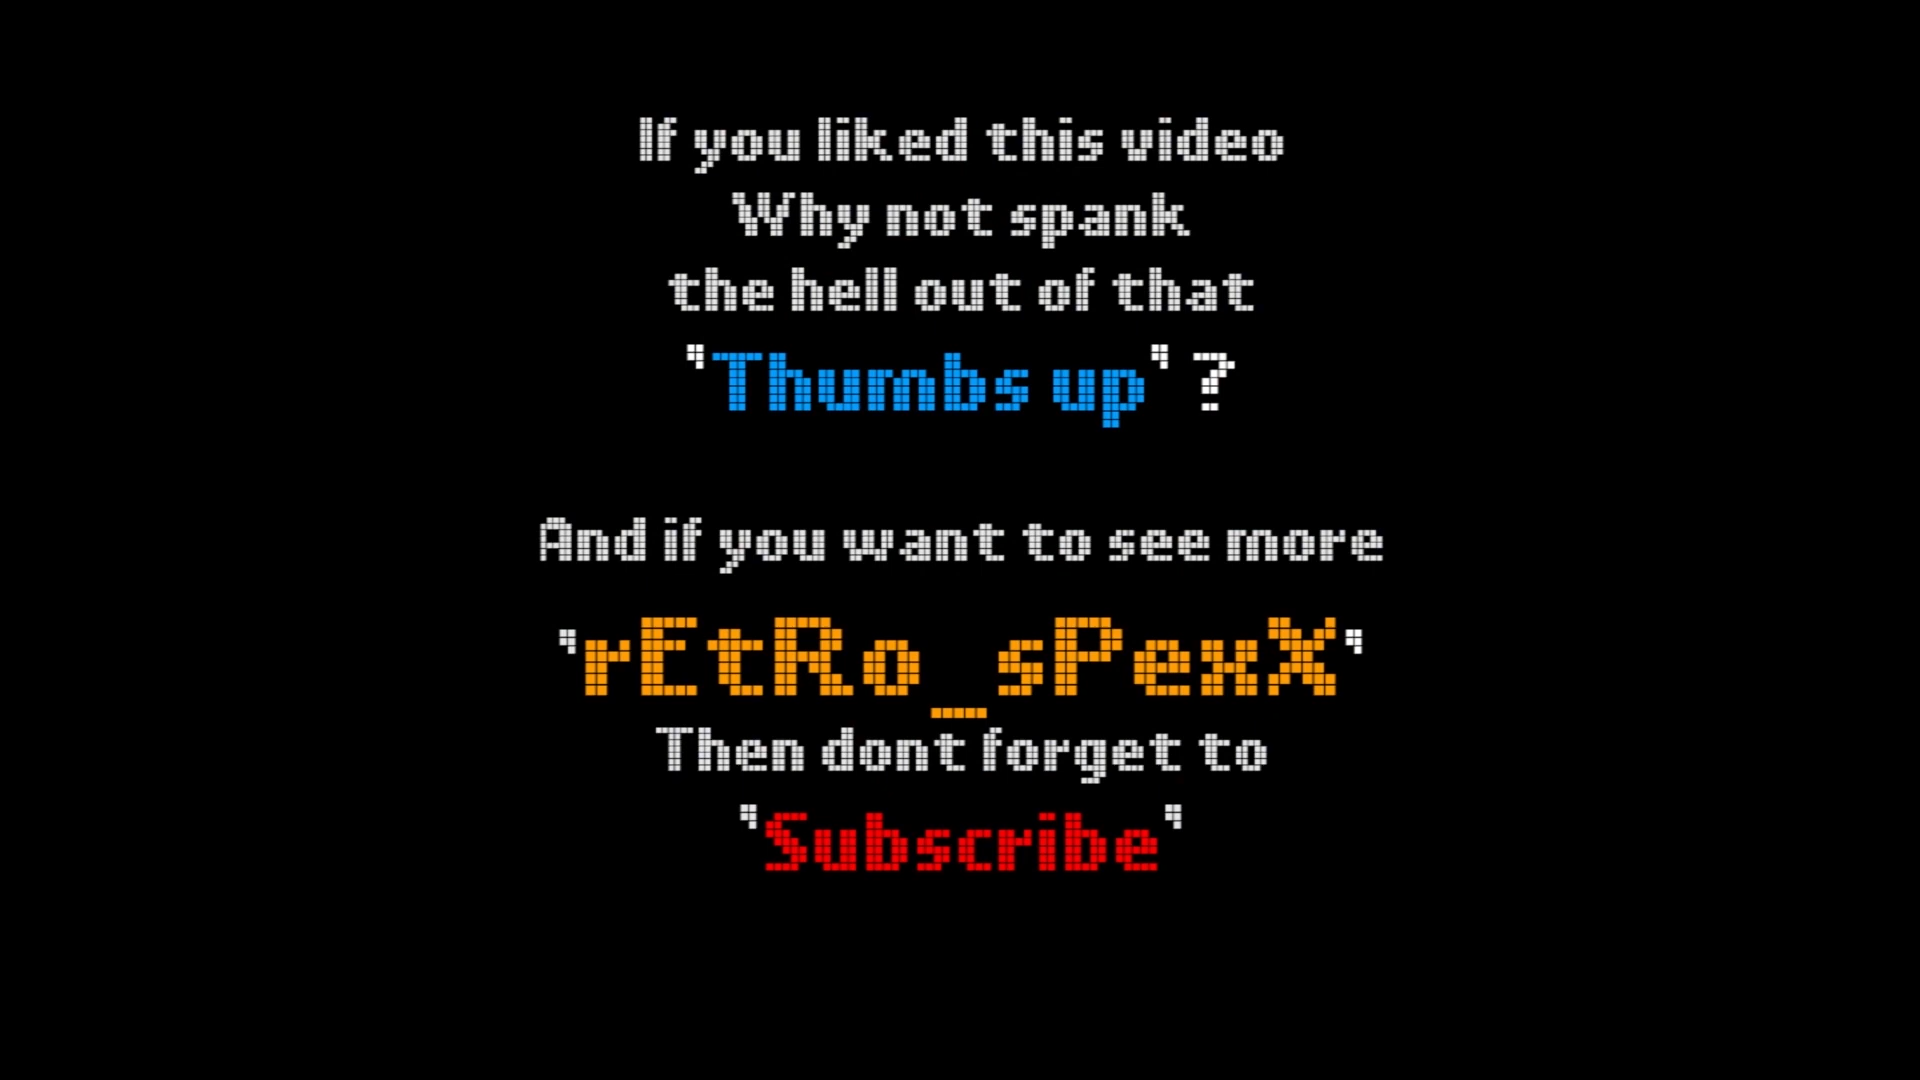 If you liked this video
Why not spank
the hell out of that
'Thumbs up' ?
And if you want to see more
'rEtRo_sPexX'
Then dont forget to
'Subscribe'